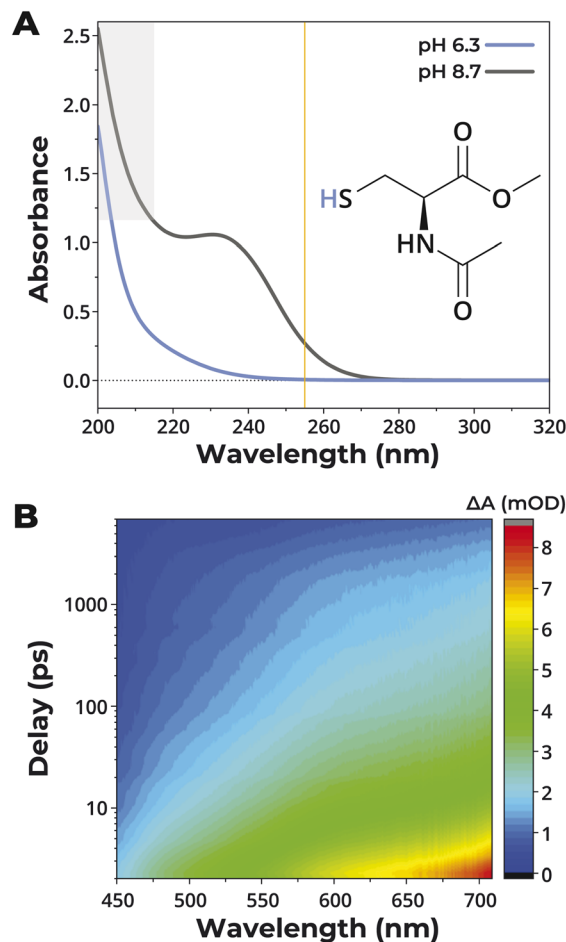 A
Absorbance
2.5
2.0
1.5
1.0
0.5
0.0
pH 6.3
pH 8.7
O
HS
O
HN
O
200 220 240 260 280 300 320
Wavelength (nm)
B
ΔA (mOD)
Delay (ps)
1000
100
10
8
7
6
5
4
3
2
1
0
450 500 550 600 650 700
Wavelength (nm)